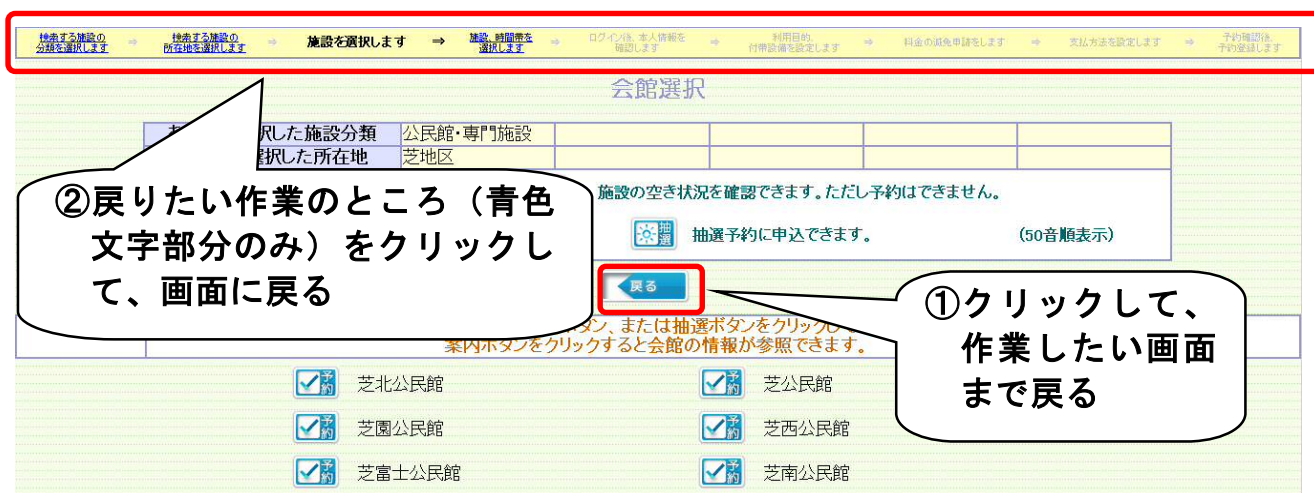 検索する施設の
分類を選択します
⇒
検索する施設の
所在地を選択します
⇒
施設を選択します
⇒
施設、時間帯を
選択します
⇒
ログイン後、本人情報を
確認します
⇒
利用目的、
付帯設備を設定します
⇒
料金の減免申請をします
⇒
支払方法を設定します
⇒
予約確認後、
予約登録します
会館選択
択した施設分類 公民館・専門施設
択した所在地 芝地区
施設の空き状況を確認できます。ただし予約はできません。
抽選 抽選予約に申込できます。 (50音順表示)
②戻りたい作業のところ(青色
文字部分のみ)をクリックし
て、画面に戻る
戻る
①クリックして、
作業したい画面
まで戻る
タン、または抽選ボタンをクリックし
案内ボタンをクリックすると会館の情報が参照できます。
予約 芝北公民館
予約 芝公民館
予約 芝園公民館
予約 芝西公民館
予約 芝富士公民館
予約 芝南公民館